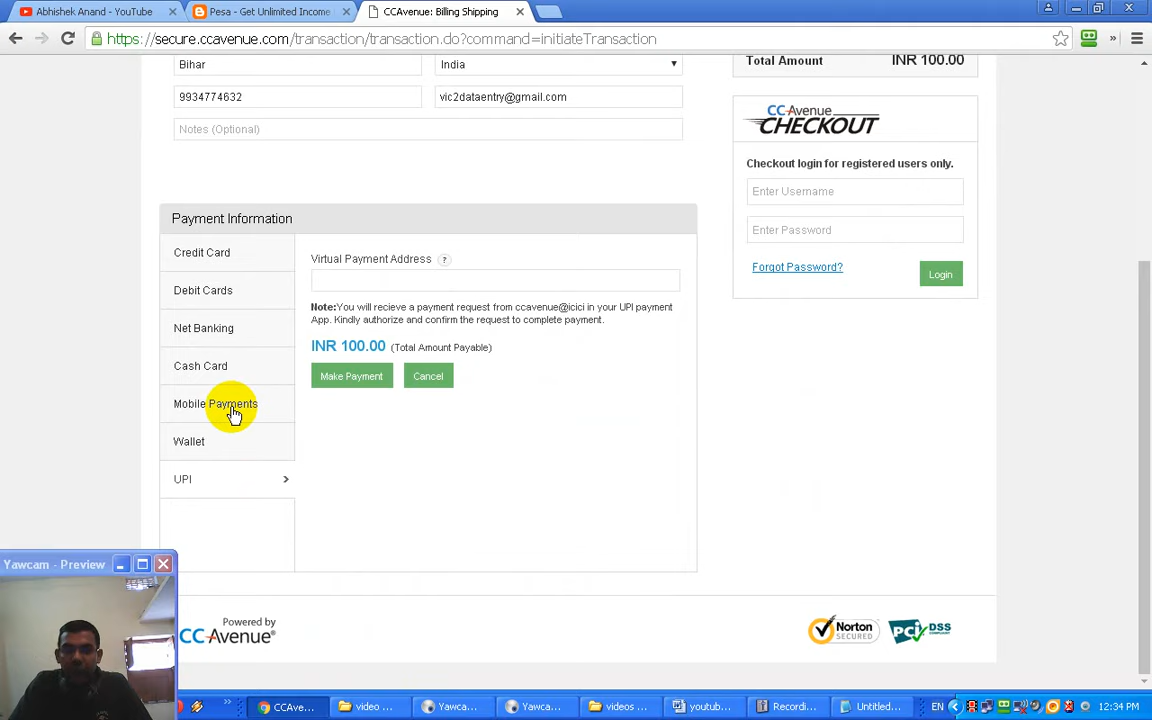 Abhishek Anand - YouTube
Pesa - Get Unlimited Income
CCAvenue: Billing Shipping
https://secure.ccavenue.com/transaction/transaction.do?command=initiateTransaction
Bihar
India
Total Amount
INR 100.00
9934774632
vic2dataentry@gmail.com
Notes (Optional)
CC-Avenue
CHECKOUT
Checkout login for registered users only.
Enter Username
Enter Password
Forgot Password?
Login
Payment Information
Credit Card
Debit Cards
Net Banking
Cash Card
Mobile Payments
Wallet
UPI
Virtual Payment Address
?
Note:You will recieve a payment request from ccavenue@icici in your UPI payment
App. Kindly authorize and confirm the request to complete payment.
INR 100.00 (Total Amount Payable)
Make Payment
Cancel
Yawcam - Preview
Powered by
CC-Avenue®
Norton
SECURED
PCI DSS
COMPLIANT
CCAve...
video ...
Yawc...
Yawc...
videos ...
youtub...
Recordi...
Untitled...
EN
12:34 PM